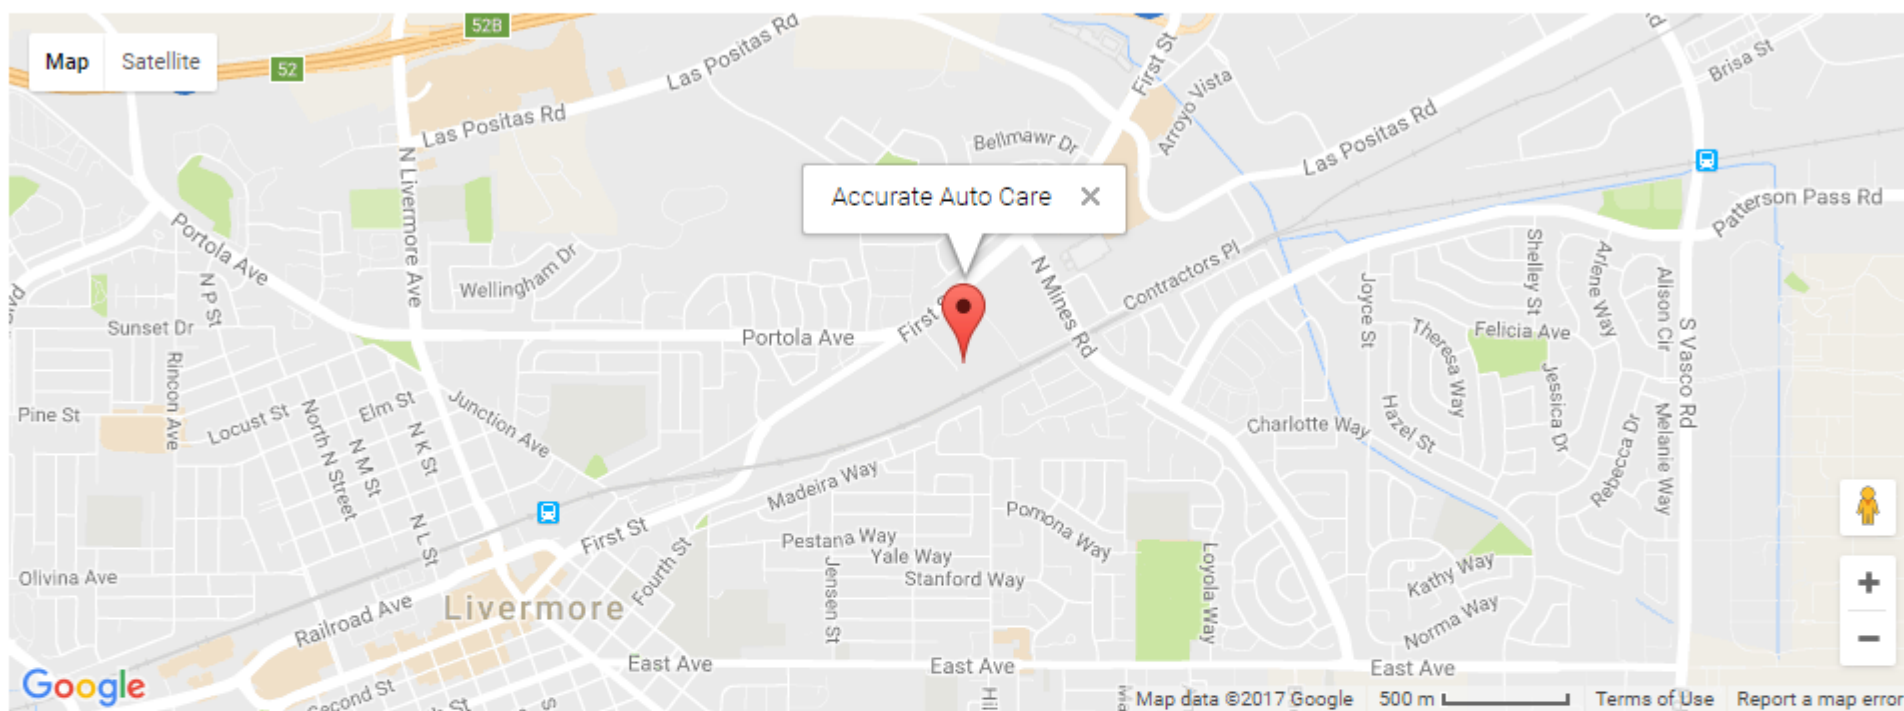 52B
Map
Satellite
52
Las Positas Rd
First St
Brisa St
Las Positas Rd
Arroyo Vista
Las Positas Rd
Bellmawr Dr
N Livermore Ave
Accurate Auto Care
Patterson Pass Rd
Portola Ave
N P St
Wellingham Dr
Contractors Pl
N Mines Rd
Shelley St
Arlene Way
Alison Cir
Joyce St
Sunset Dr
Portola Ave
First
Felicia Ave
Theresa Way
S Vasco Rd
Rincon Ave
Pine St
Locust St
Elm St
Junction Ave
North N Street
N M St
N K St
Charlotte Way
Hazel St
Jessica Dr
Rebecca Dr
Melanie Way
Madeira Way
N L St
First St
Pomona Way
Pestana Way
Yale Way
Stanford Way
Jensen St
Fourth St
Loyola Way
Kathy Way
Norma Way
Olivina Ave
Railroad Ave
Livermore
East Ave
East Ave
East Ave
Google
Second St
Map data ©2017 Google
500 m
Terms of Use
Report a map error